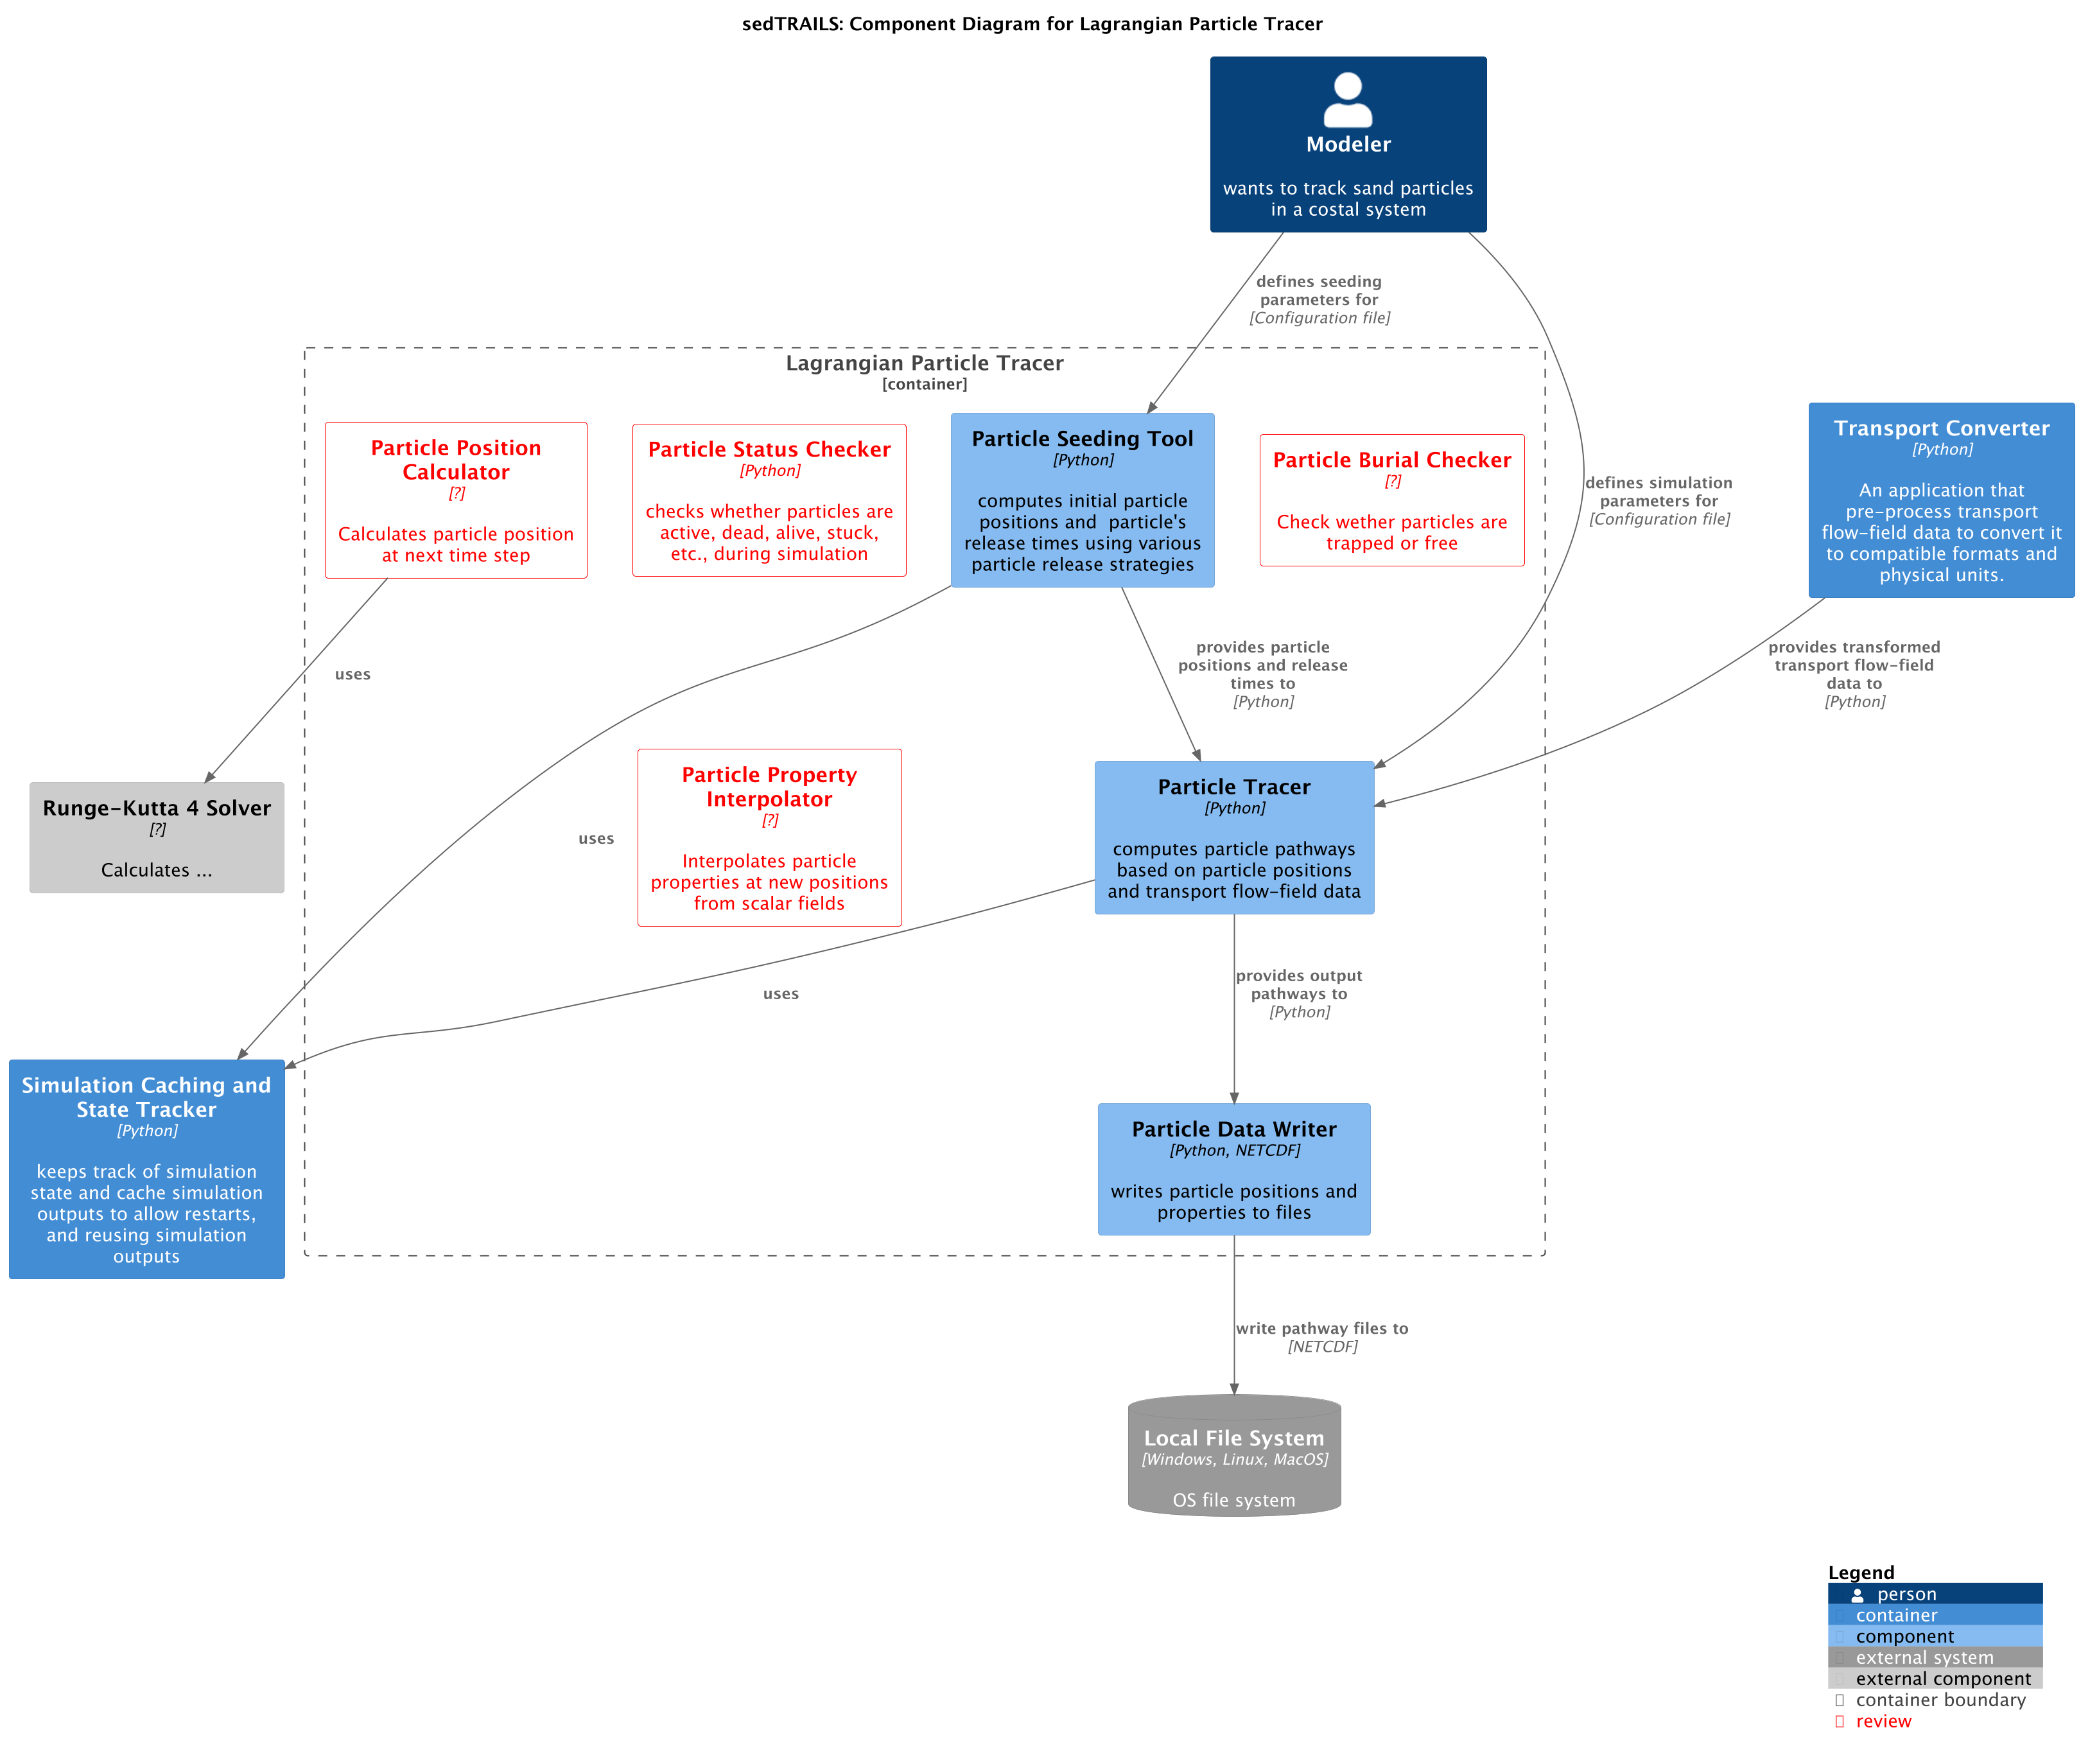 sedTRAILS: Component Diagram for Lagrangian Particle Tracer
Modeler
wants to track sand particles
in a costal system
defines seeding
parameters for
[Configuration file]
Lagrangian Particle Tracer
[container]
Particle Position
Calculator
[?]
Calculates particle position
at next time step
Particle Status Checker
[Python]
checks whether particles are
active, dead, alive, stuck,
etc., during simulation
Particle Seeding Tool
[Python]
computes initial particle
positions and  particle's
release times using various
particle release strategies
Particle Burial Checker
[?]
Check wether particles are
trapped or free
defines simulation
parameters for
[Configuration file]
Transport Converter
[Python]
An application that
pre-process transport
flow-field data to convert it
to compatible formats and
physical units.
uses
provides particle
positions and release
times to
[Python]
provides transformed
transport flow-field
data to
[Python]
Runge-Kutta 4 Solver
[?]
Calculates ...
uses
Particle Property
Interpolator
[?]
Interpolates particle
properties at new positions
from scalar fields
Particle Tracer
[Python]
computes particle pathways
based on particle positions
and transport flow-field data
uses
provides output
pathways to
[Python]
Simulation Caching and
State Tracker
[Python]
keeps track of simulation
state and cache simulation
outputs to allow restarts,
and reusing simulation
outputs
Particle Data Writer
[Python, NETCDF]
writes particle positions and
properties to files
write pathway files to
[NETCDF]
Local File System
[Windows, Linux, MacOS]
OS file system
Legend
person
container
component
external system
external component
container boundary
review